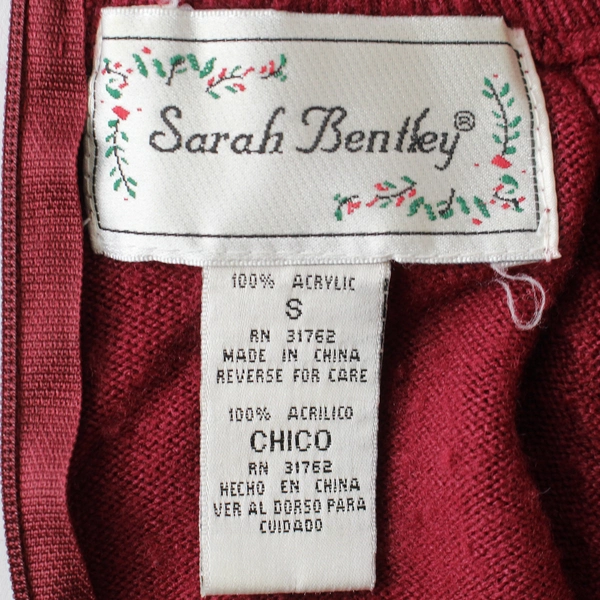 Sarah Bentley®
100% ACRYLIC
S
RN 31762
MADE IN CHINA
REVERSE FOR CARE
100% ACRILICO
CHICO
RN 31762
HECHO EN CHINA
VER AL DORSO PARA
CUIDADO